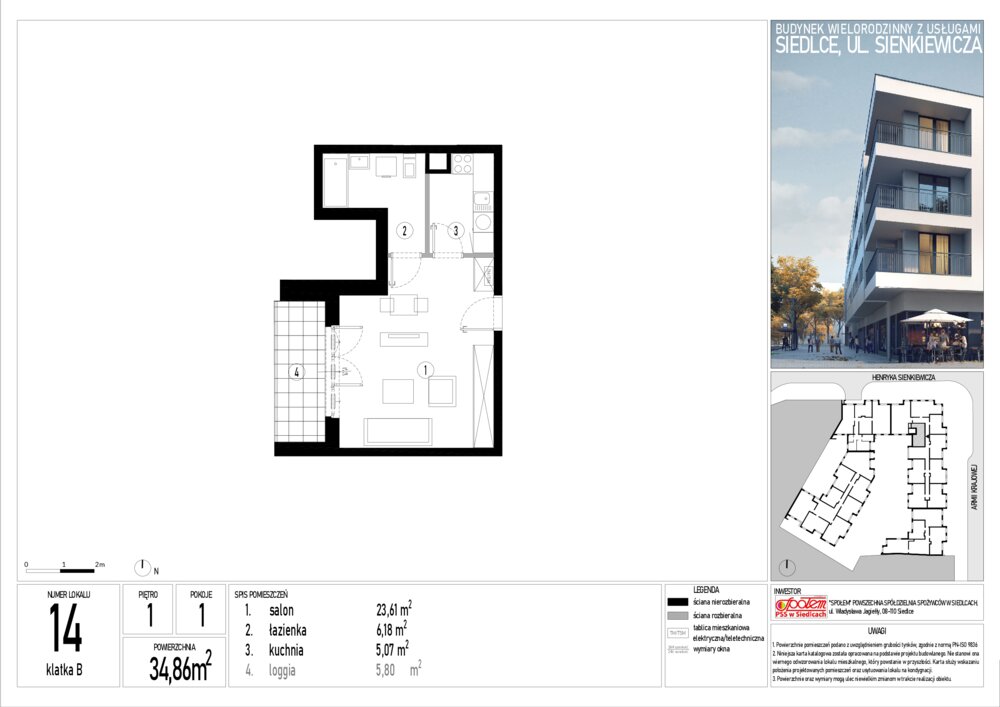 BUDYNEK WIELORODZINNY Z USŁUGAMI
SIEDLCE, UL. SIENKIEWICZA
2
3
1
4
HENRYKA SIENKIEWICZA
ARMII KRAJOWEJ
0 1 2m
N
NUMER LOKALU
14
klatka B
PIĘTRO
1
POKOJE
1
POWIERZCHNIA
34,86m²
SPIS POMIESZCZEŃ
1. salon 23,61 m²
2. łazienka 6,18 m²
3. kuchnia 5,07 m²
4. loggia 5,80 m²
LEGENDA
ściana nierozbieralna
ściana rozbieralna
tablica mieszkaniowa
elektryczna/teletechniczna
wymiary okna
INWESTOR
Społem
PSS w Siedlcach
"SPOŁEM" POWSZECHNA SPÓŁDZIELNIA SPOŻYWCÓW W SIEDLCACH,
ul. Władysława Jagiełły, 08-110 Siedlce
UWAGI
1. Powierzchnie pomieszczeń podano z uwzględnieniem grubości tynków, zgodnie z normą PN-ISO 9836
2. Niniejsza karta katalogowa została opracowana na podstawie projektu budowlanego. Nie stanowi ona
wiernego odwzorowania lokalu mieszkalnego, który powstanie w przyszłości. Karta służy wskazaniu
położenia projektowanych pomieszczeń oraz usytuowania lokalu na kondygnacji.
3. Powierzchnie oraz wymiary mogą ulec niewielkim zmianom w trakcie realizacji obiektu.